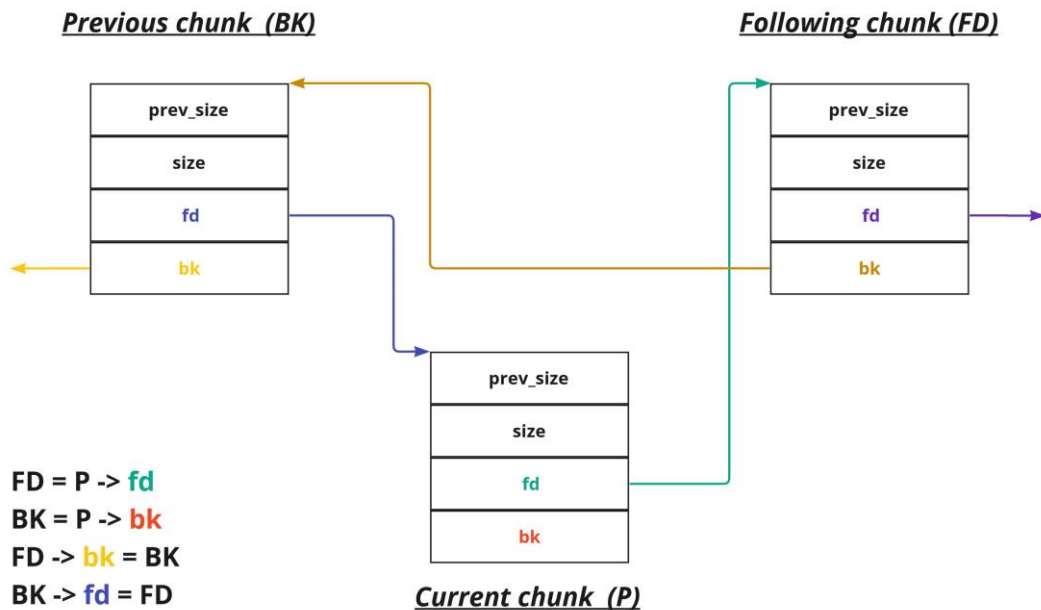 Previous chunk (BK)
Following chunk (FD)
prev_size
size
fd
bk
prev_size
size
fd
bk
prev_size
size
fd
bk
Current chunk (P)
FD = P -> fd
BK = P -> bk
FD -> bk = BK
BK -> fd = FD